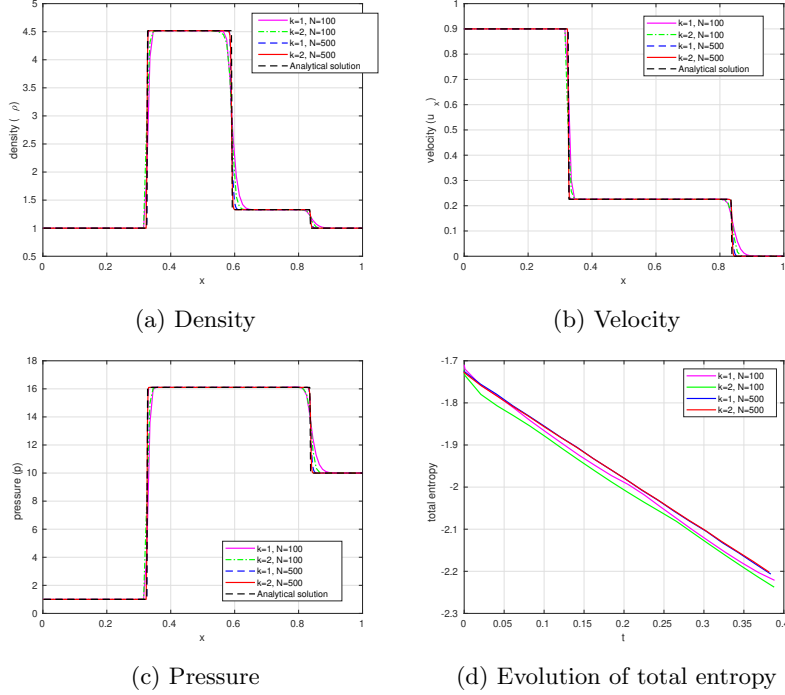 5
4.5
4
3.5
3
2.5
2
1.5
1
0.5
density ( ρ)
0 0.2 0.4 0.6 0.8 1
x
k=1, N=100
k=2, N=100
k=1, N=500
k=2, N=500
Analytical solution
(a) Density
1
0.9
0.8
0.7
0.6
0.5
0.4
0.3
0.2
0.1
0
velocity (u x)
0 0.2 0.4 0.6 0.8 1
x
k=1, N=100
k=2, N=100
k=1, N=500
k=2, N=500
Analytical solution
(b) Velocity
18
16
14
12
10
8
6
4
2
0
pressure (p)
0 0.2 0.4 0.6 0.8 1
x
k=1, N=100
k=2, N=100
k=1, N=500
k=2, N=500
Analytical solution
(c) Pressure
-1.7
-1.8
-1.9
-2
-2.1
-2.2
-2.3
total entropy
0 0.05 0.1 0.15 0.2 0.25 0.3 0.35 0.4
t
k=1, N=100
k=2, N=100
k=1, N=500
k=2, N=500
(d) Evolution of total entropy